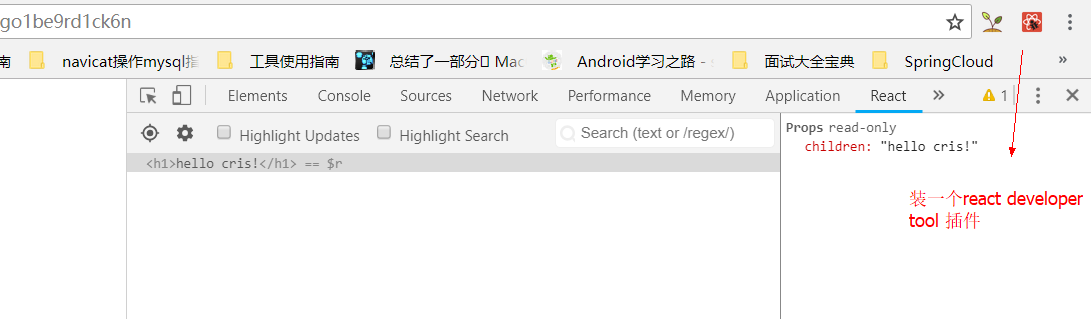 go1be9rd1ck6n
南 navicat操作mysql指 工具使用指南 总结了一部分 Mac Android学习之路 - s 面试大全宝典 SpringCloud »
Elements Console Sources Network Performance Memory Application React » 1
Highlight Updates Highlight Search Search (text or /regex/)
<h1>hello cris!</h1> == $r
Props read-only
children: "hello cris!"
装一个react developer
tool 插件